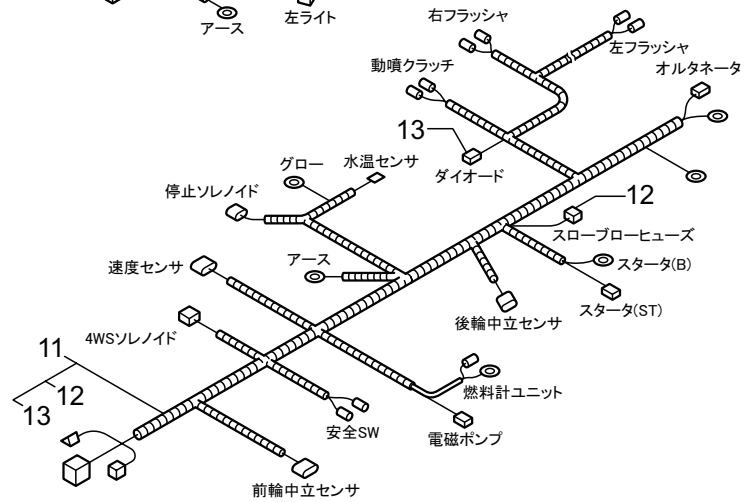 アース
左ライト
右フラッシャ
左フラッシャ
動噴クラッチ
オルタネータ
13
ダイオード
グロー
水温センサ
停止ソレノイド
12
スローブローヒューズ
アース
スタータ(B)
速度センサ
スタータ(ST)
後輪中立センサ
4WSソレノイド
11
12
13
燃料計ユニット
安全SW
電磁ポンプ
前輪中立センサ